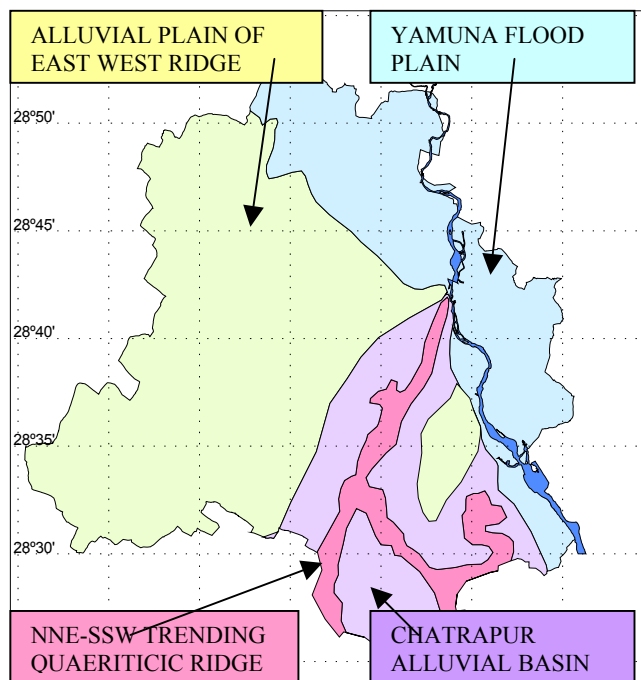 ALLUVIAL PLAIN OF
EAST WEST RIDGE
YAMUNA FLOOD
PLAIN
28°50'
28°45'
28°40'
28°35'
28°30'
NNE-SSW TRENDING
QUAERITICIC RIDGE
CHATRAPUR
ALLUVIAL BASIN